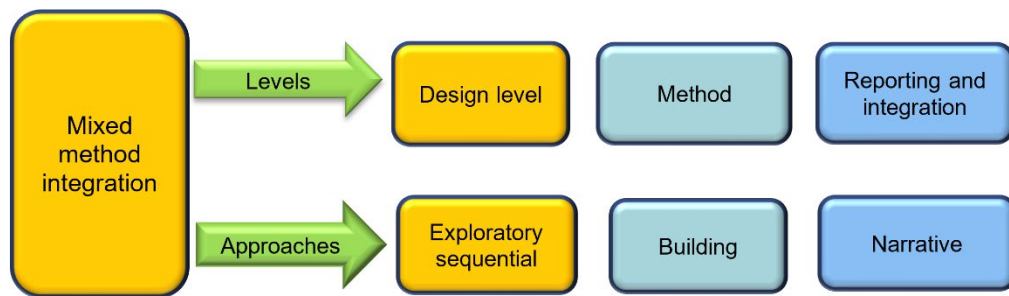 Mixed
method
integration
Levels
Design level
Method
Reporting and
integration
Approaches
Exploratory
sequential
Building
Narrative